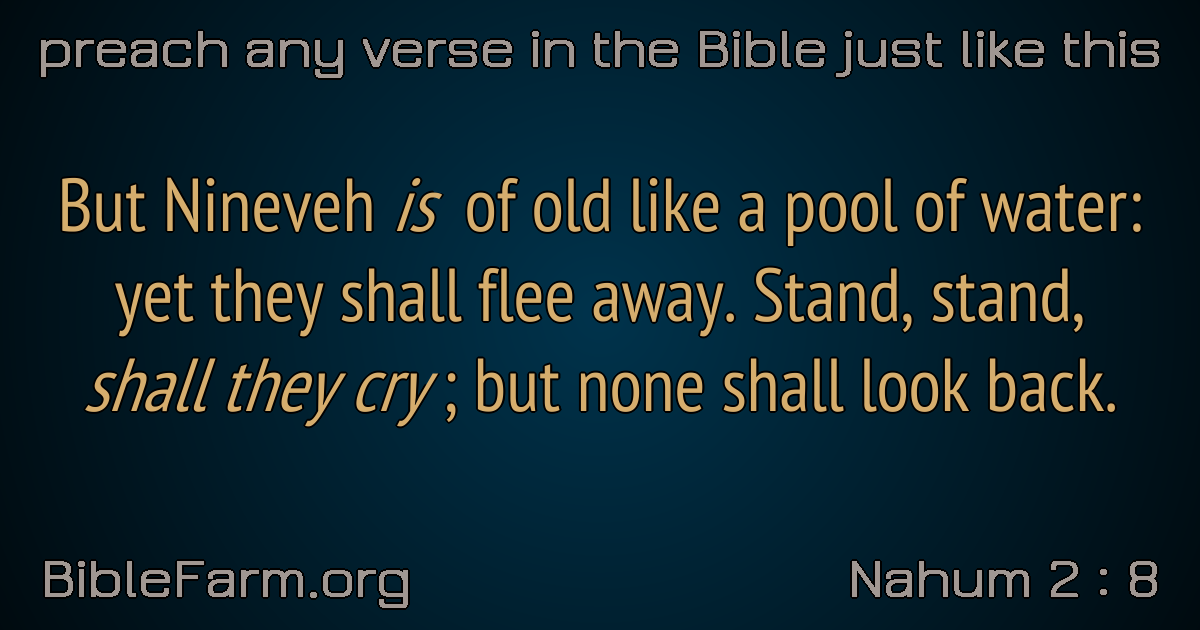 preach any verse in the Bible just like this
But Nineveh is of old like a pool of water:
yet they shall flee away. Stand, stand,
shall they cry; but none shall look back.
BibleFarm.org
Nahum 2 : 8